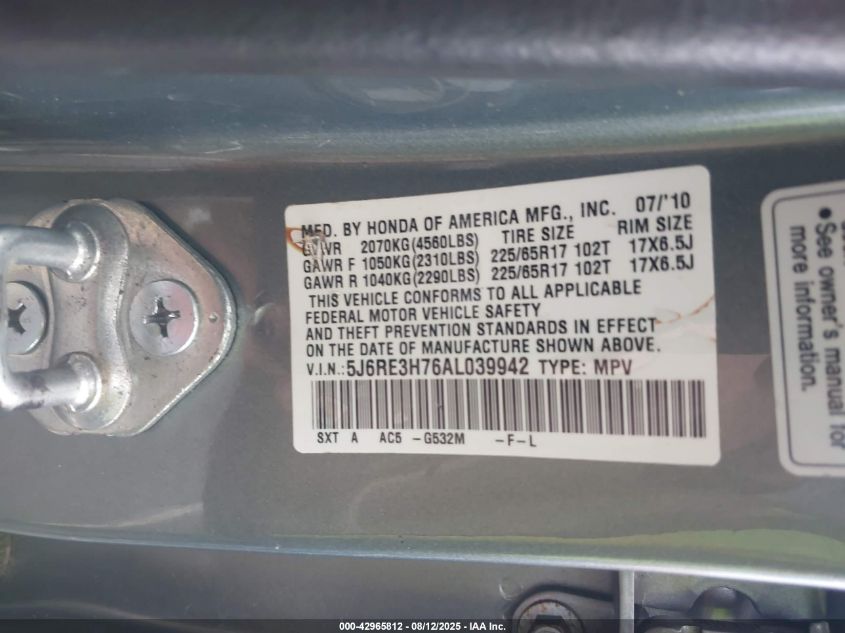 MFD. BY HONDA OF AMERICA MFG., INC. 07/'10
GVWR 2070KG(4560LBS) TIRE SIZE RIM SIZE
GAWR F 1050KG(2310LBS) 225/65R17 102T 17X6.5J
GAWR R 1040KG(2290LBS) 225/65R17 102T 17X6.5J
THIS VEHICLE CONFORMS TO ALL APPLICABLE
FEDERAL MOTOR VEHICLE SAFETY
AND THEFT PREVENTION STANDARDS IN EFFECT
ON THE DATE OF MANUFACTURE SHOWN ABOVE.
V.I.N.:5J6RE3H76AL039942 TYPE: MPV
SXT A AC5 -G532M -F-L
• See owner's manual for
more information.
000-42965812 - 08/12/2025 - IAA Inc.